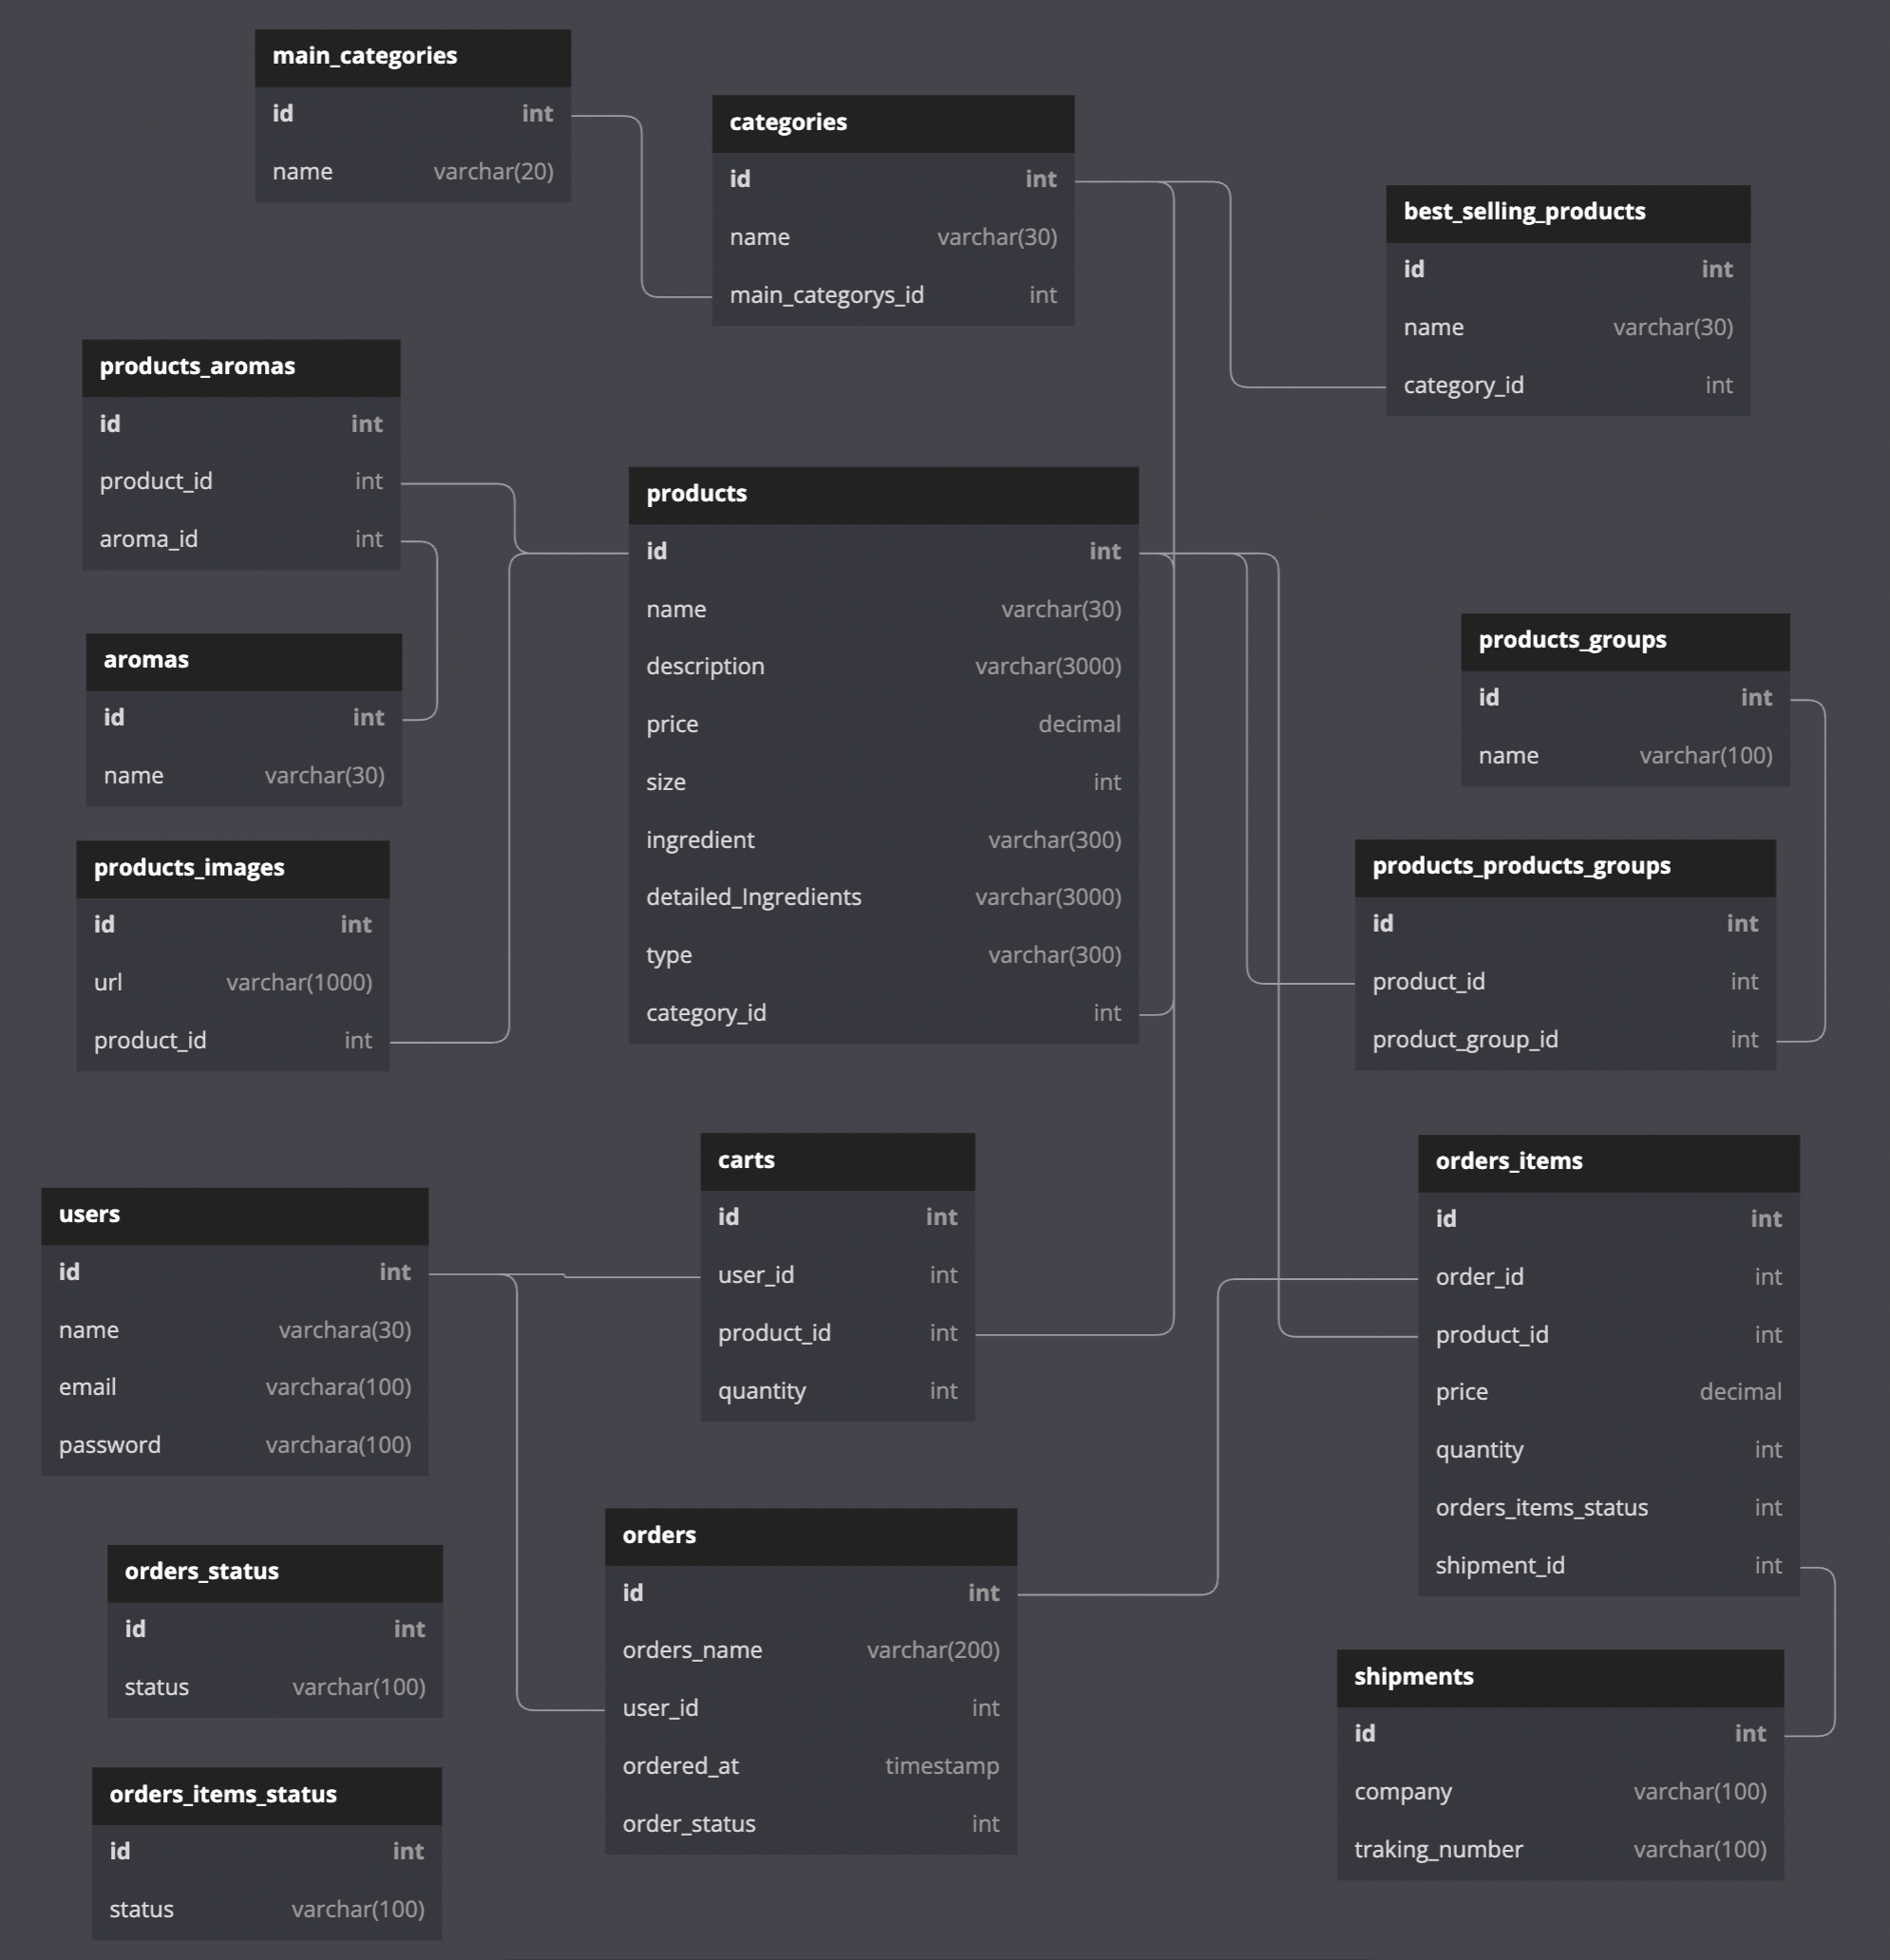 main_categories
id int
name varchar(20)
categories
id int
name varchar(30)
main_categorys_id int
best_selling_products
id int
name varchar(30)
category_id int
products_aromas
id int
product_id int
aroma_id int
products
id int
name varchar(30)
description varchar(3000)
price decimal
size int
ingredient varchar(300)
detailed_Ingredients varchar(3000)
type varchar(300)
category_id int
aromas
id int
name varchar(30)
products_groups
id int
name varchar(100)
products_images
id int
url varchar(1000)
product_id int
products_products_groups
id int
product_id int
product_group_id int
users
id int
name varchara(30)
email varchara(100)
password varchara(100)
carts
id int
user_id int
product_id int
quantity int
orders_items
id int
order_id int
product_id int
price decimal
quantity int
orders_items_status int
shipment_id int
orders_status
id int
status varchar(100)
orders
id int
orders_name varchar(200)
user_id int
ordered_at timestamp
order_status int
shipments
id int
company varchar(100)
traking_number varchar(100)
orders_items_status
id int
status varchar(100)